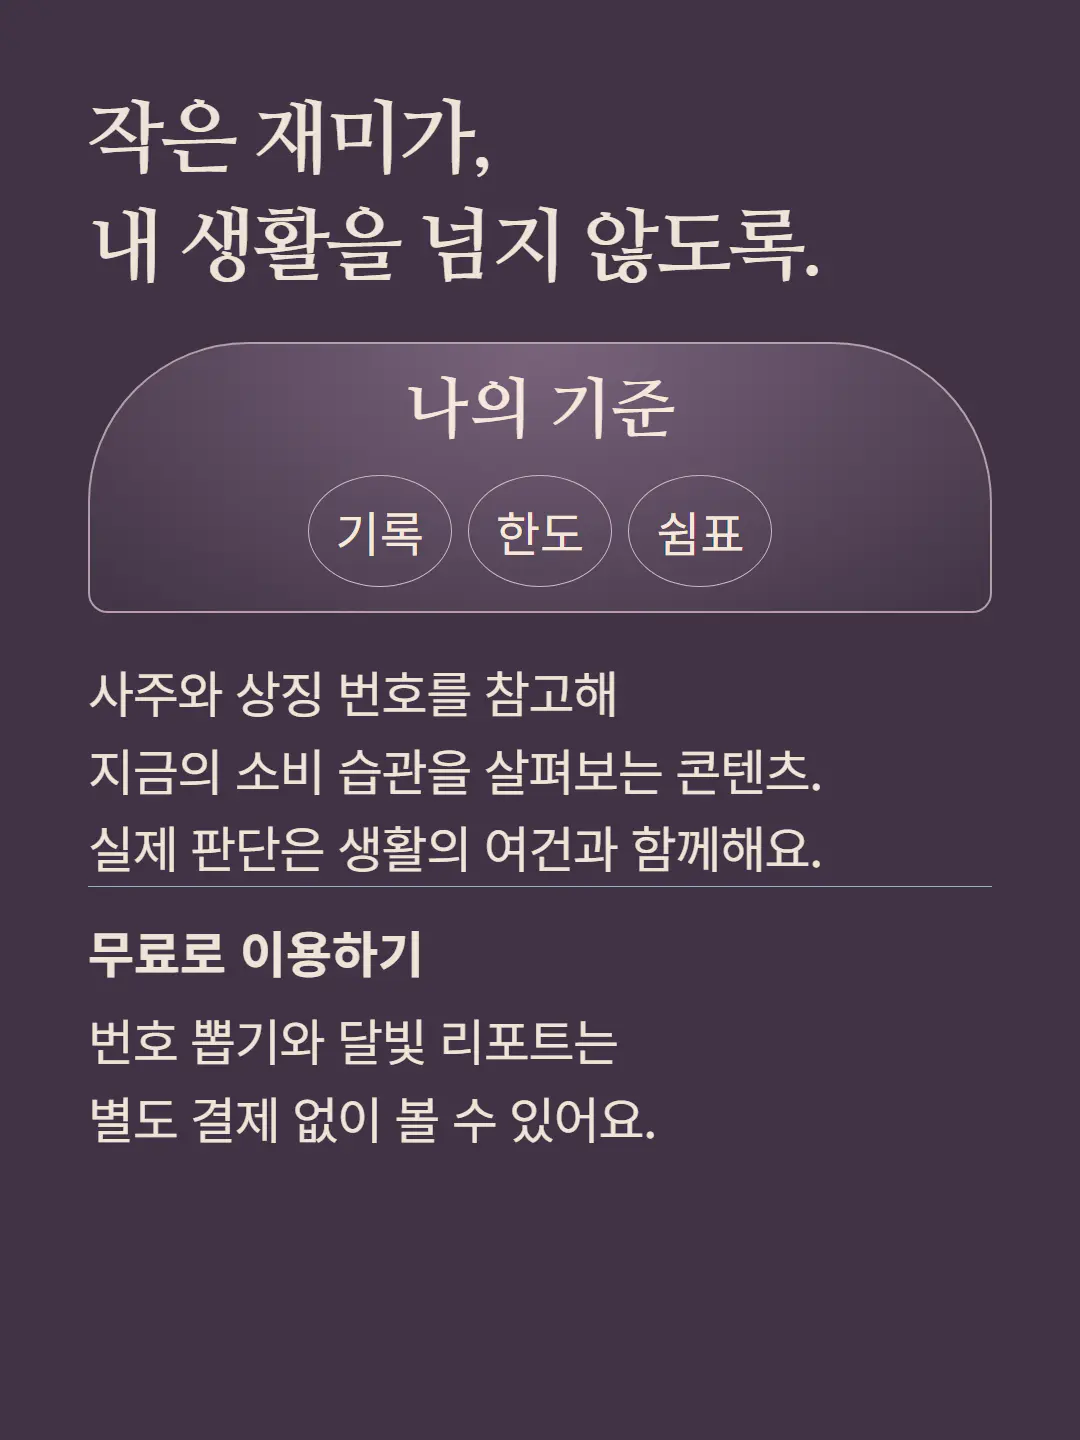 작은 재미가,
내 생활을 넘지 않도록.
나의 기준
기록 한도 쉼표
사주와 상징 번호를 참고해
지금의 소비 습관을 살펴보는 콘텐츠.
실제 판단은 생활의 여건과 함께해요.
무료로 이용하기
번호 뽑기와 달빛 리포트는
별도 결제 없이 볼 수 있어요.